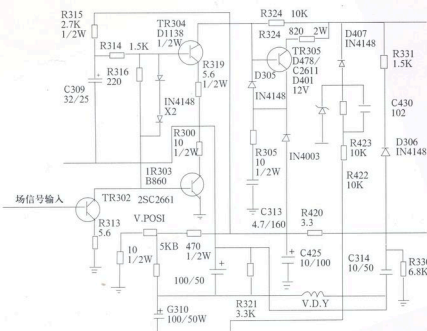 R315
2.7K
1/2W
TR304
D1138
1/2W
R324 10K
R314 1.5K
R316
220
C309
32/25
R319
5.6
1/2W
IN4148
X2
R300
10
1/2W
1R303
B860
场信号输入
TR302 2SC2661
R313
5.6
V.POSI
10
1/2W
5KB
470
1/2W
100/50
G310
100/50W
R321
3.3K
R324
820 2W
TR305
D478/
C2611
D401
12V
D305
IN4148
R305
10
1/2W
IN4003
C313
4.7/160
D407
IN4148
R331
1.5K
C430
102
R423
10K
R422
10K
D306
IN4148
R420
3.3
C425
10/100
C314
10/50
R330
6.8K
V.D.Y